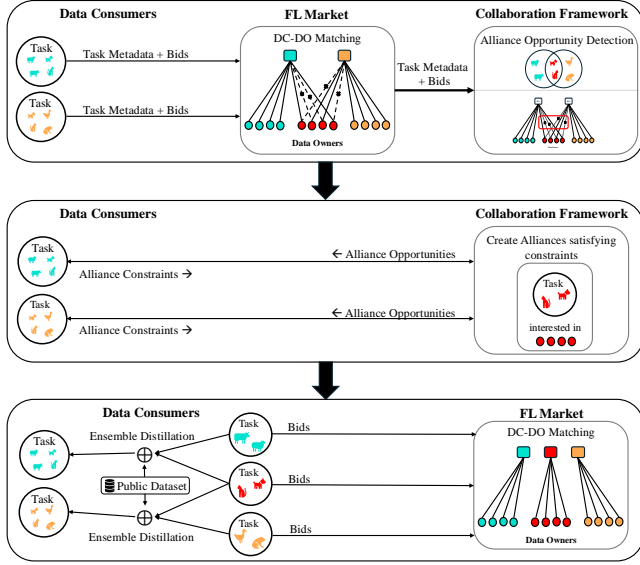 Data Consumers
FL Market
Collaboration Framework
Task
Task Metadata + Bids
DC-DO Matching
Task Metadata
+ Bids
Alliance Opportunity Detection
Task
Task Metadata + Bids
Data Owners
Data Consumers
Collaboration Framework
Task
← Alliance Opportunities
Alliance Constraints →
Create Alliances satisfying
constraints
Task
Task
← Alliance Opportunities
Alliance Constraints →
interested in
Data Consumers
FL Market
Task
Ensemble Distillation
Task
Bids
DC-DO Matching
Public Dataset
Task
Bids
Task
Ensemble Distillation
Task
Bids
Data Owners